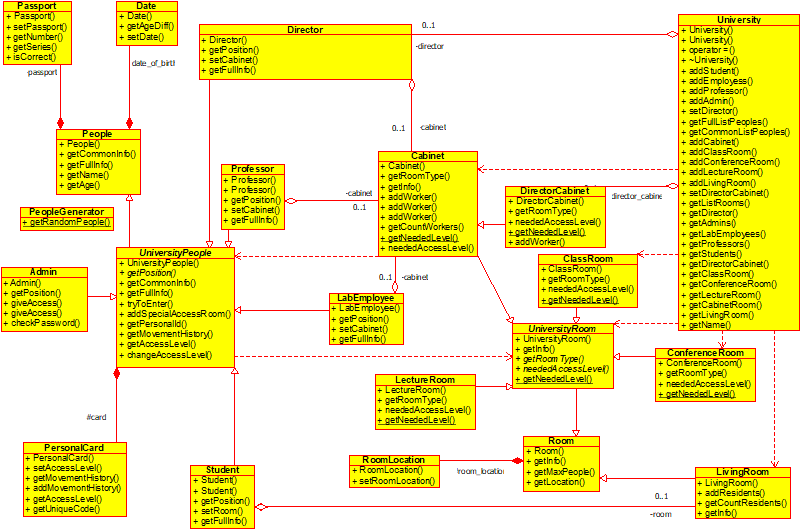 Passport
+ Passport()
+ setPassport()
+ getNumber()
+ getSeries()
+ isCorrect()
-passport
Date
+ Date()
+ getAgeDiff()
+ setDate()
date_of_birth
Director
+ Director()
+ getPosition()
+ setCabinet()
+ getFullInfo()
0..1
-director
0..1
-cabinet
University
+ University()
+ University()
+ operator =()
+ ~University()
+ addStudent()
+ addEmployess()
+ addProfessor()
+ addAdmin()
+ setDirector()
+ getFullListPeoples()
+ getCommonListPeoples()
+ addCabinet()
+ addClassRoom()
+ addConferenceRoom()
+ addLectureRoom()
+ addLivingRoom()
+ setDirectorCabinet()
+ getListRooms()
+ getDirector()
+ getAdmins()
+ getLabEmpyees()
+ getProfessors()
+ getStudents()
+ getDirectorCabinet()
+ getClassRoom()
+ getConferenceRoom()
+ getLectureRoom()
+ getCabinetRoom()
+ getLivingRoom()
+ getName()
People
+ People()
+ getCommonInfo()
+ getFullInfo()
+ getName()
+ getAge()
PeopleGenerator
+ getRandomPeople()
Professor
+ Professor()
+ Professor()
+ getPosition()
+ setCabinet()
+ getFullInfo()
-cabinet
0..1
Cabinet
+ Cabinet()
+ getRoomType()
+ getInfo()
+ addWorker()
+ addWorker()
+ addWorker()
+ getCountWorkers()
+ getNeededLevel()
+ neededAccessLevel()
DirectorCabinet
+ DirectorCabinet()
+ getRoomType()
+ neededAccessLevel()
+ getNeededLevel()
+ addWorker()
director_cabine
ClassRoom
+ ClassRoom()
+ getRoomType()
+ neededAccessLevel()
+ getNeededLevel()
Admin
+ Admin()
+ getPosition()
+ giveAccess()
+ giveAccess()
+ checkPassword()
UniversityPeople
+ UniversityPeople()
+ getPosition()
+ getCommonInfo()
+ getFullInfo()
+ tryToEnter()
+ addSpecialAccessRoom()
+ getPersonalId()
+ getMovementHistory()
+ getAccessLevel()
+ changeAccessLevel()
0..1
-cabinet
LabEmployee
+ LabEmployee()
+ getPosition()
+ setCabinet()
+ getFullInfo()
UniversityRoom
+ UniversityRoom()
+ getInfo()
+ getRoomType()
+ neededAccessLevel()
+ getNeededLevel()
ConferenceRoom
+ ConferenceRoom()
+ getRoomType()
+ neededAccessLevel()
+ getNeededLevel()
LectureRoom
+ LectureRoom()
+ getRoomType()
+ neededAccessLevel()
+ getNeededLevel()
#card
PersonalCard
+ PersonalCard()
+ setAccessLevel()
+ getMovementHistory()
+ addMovomentHistory()
+ getAccessLevel()
+ getUniqueCode()
Student
+ Student()
+ Student()
+ getPosition()
+ setRoom()
+ getFullInfo()
RoomLocation
+ RoomLocation()
+ setRoomLocation()
Room
+ Room()
+ getInfo()
+ getMaxPeople()
+ getLocation()
LivingRoom
+ LivingRoom()
+ addResidents()
+ getCountResidents()
+ getInfo()
0..1
-room